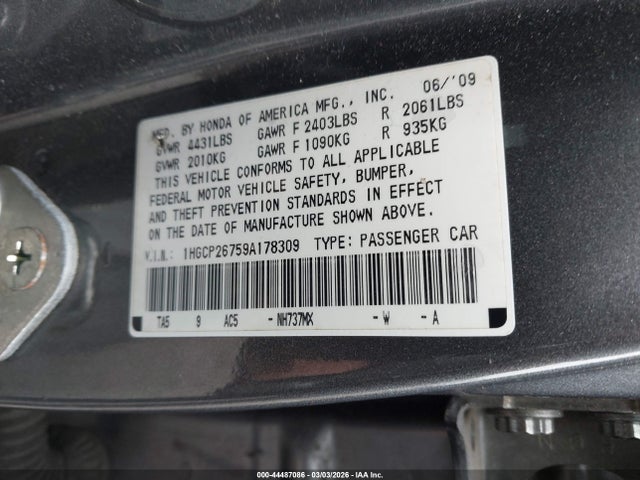 MFD. BY HONDA OF AMERICA MFG., INC. 06/'09
GVWR 4431LBS GAWR F 2403LBS R 2061LBS
GVWR 2010KG GAWR F 1090KG R 935KG
THIS VEHICLE CONFORMS TO ALL APPLICABLE
FEDERAL MOTOR VEHICLE SAFETY, BUMPER,
AND THEFT PREVENTION STANDARDS IN EFFECT
ON THE DATE OF MANUFACTURE SHOWN ABOVE.
V.I.N.: 1HGCP26759A178309 TYPE: PASSENGER CAR
TA5 9 AC5 - NH737MX - W - A
000-44487086 | 03/03/2026 - IAA Inc.